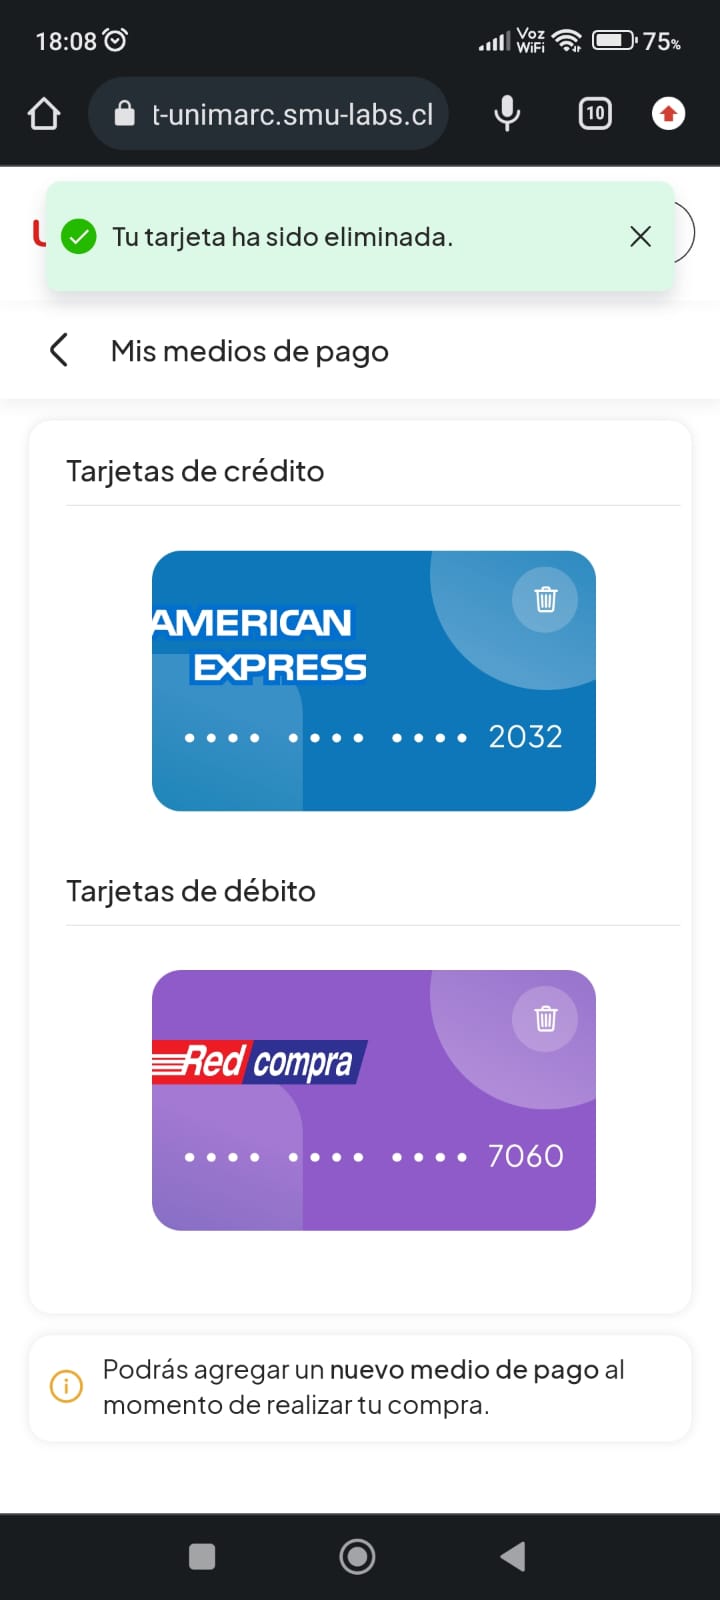 18:08
Voz
WiFi
75%
t-unimarc.smu-labs.cl
10
Tu tarjeta ha sido eliminada.
Mis medios de pago
Tarjetas de crédito
AMERICAN
EXPRESS
•••• •••• •••• 2032
Tarjetas de débito
Redcompra
•••• •••• •••• 7060
Podrás agregar un nuevo medio de pago al
momento de realizar tu compra.